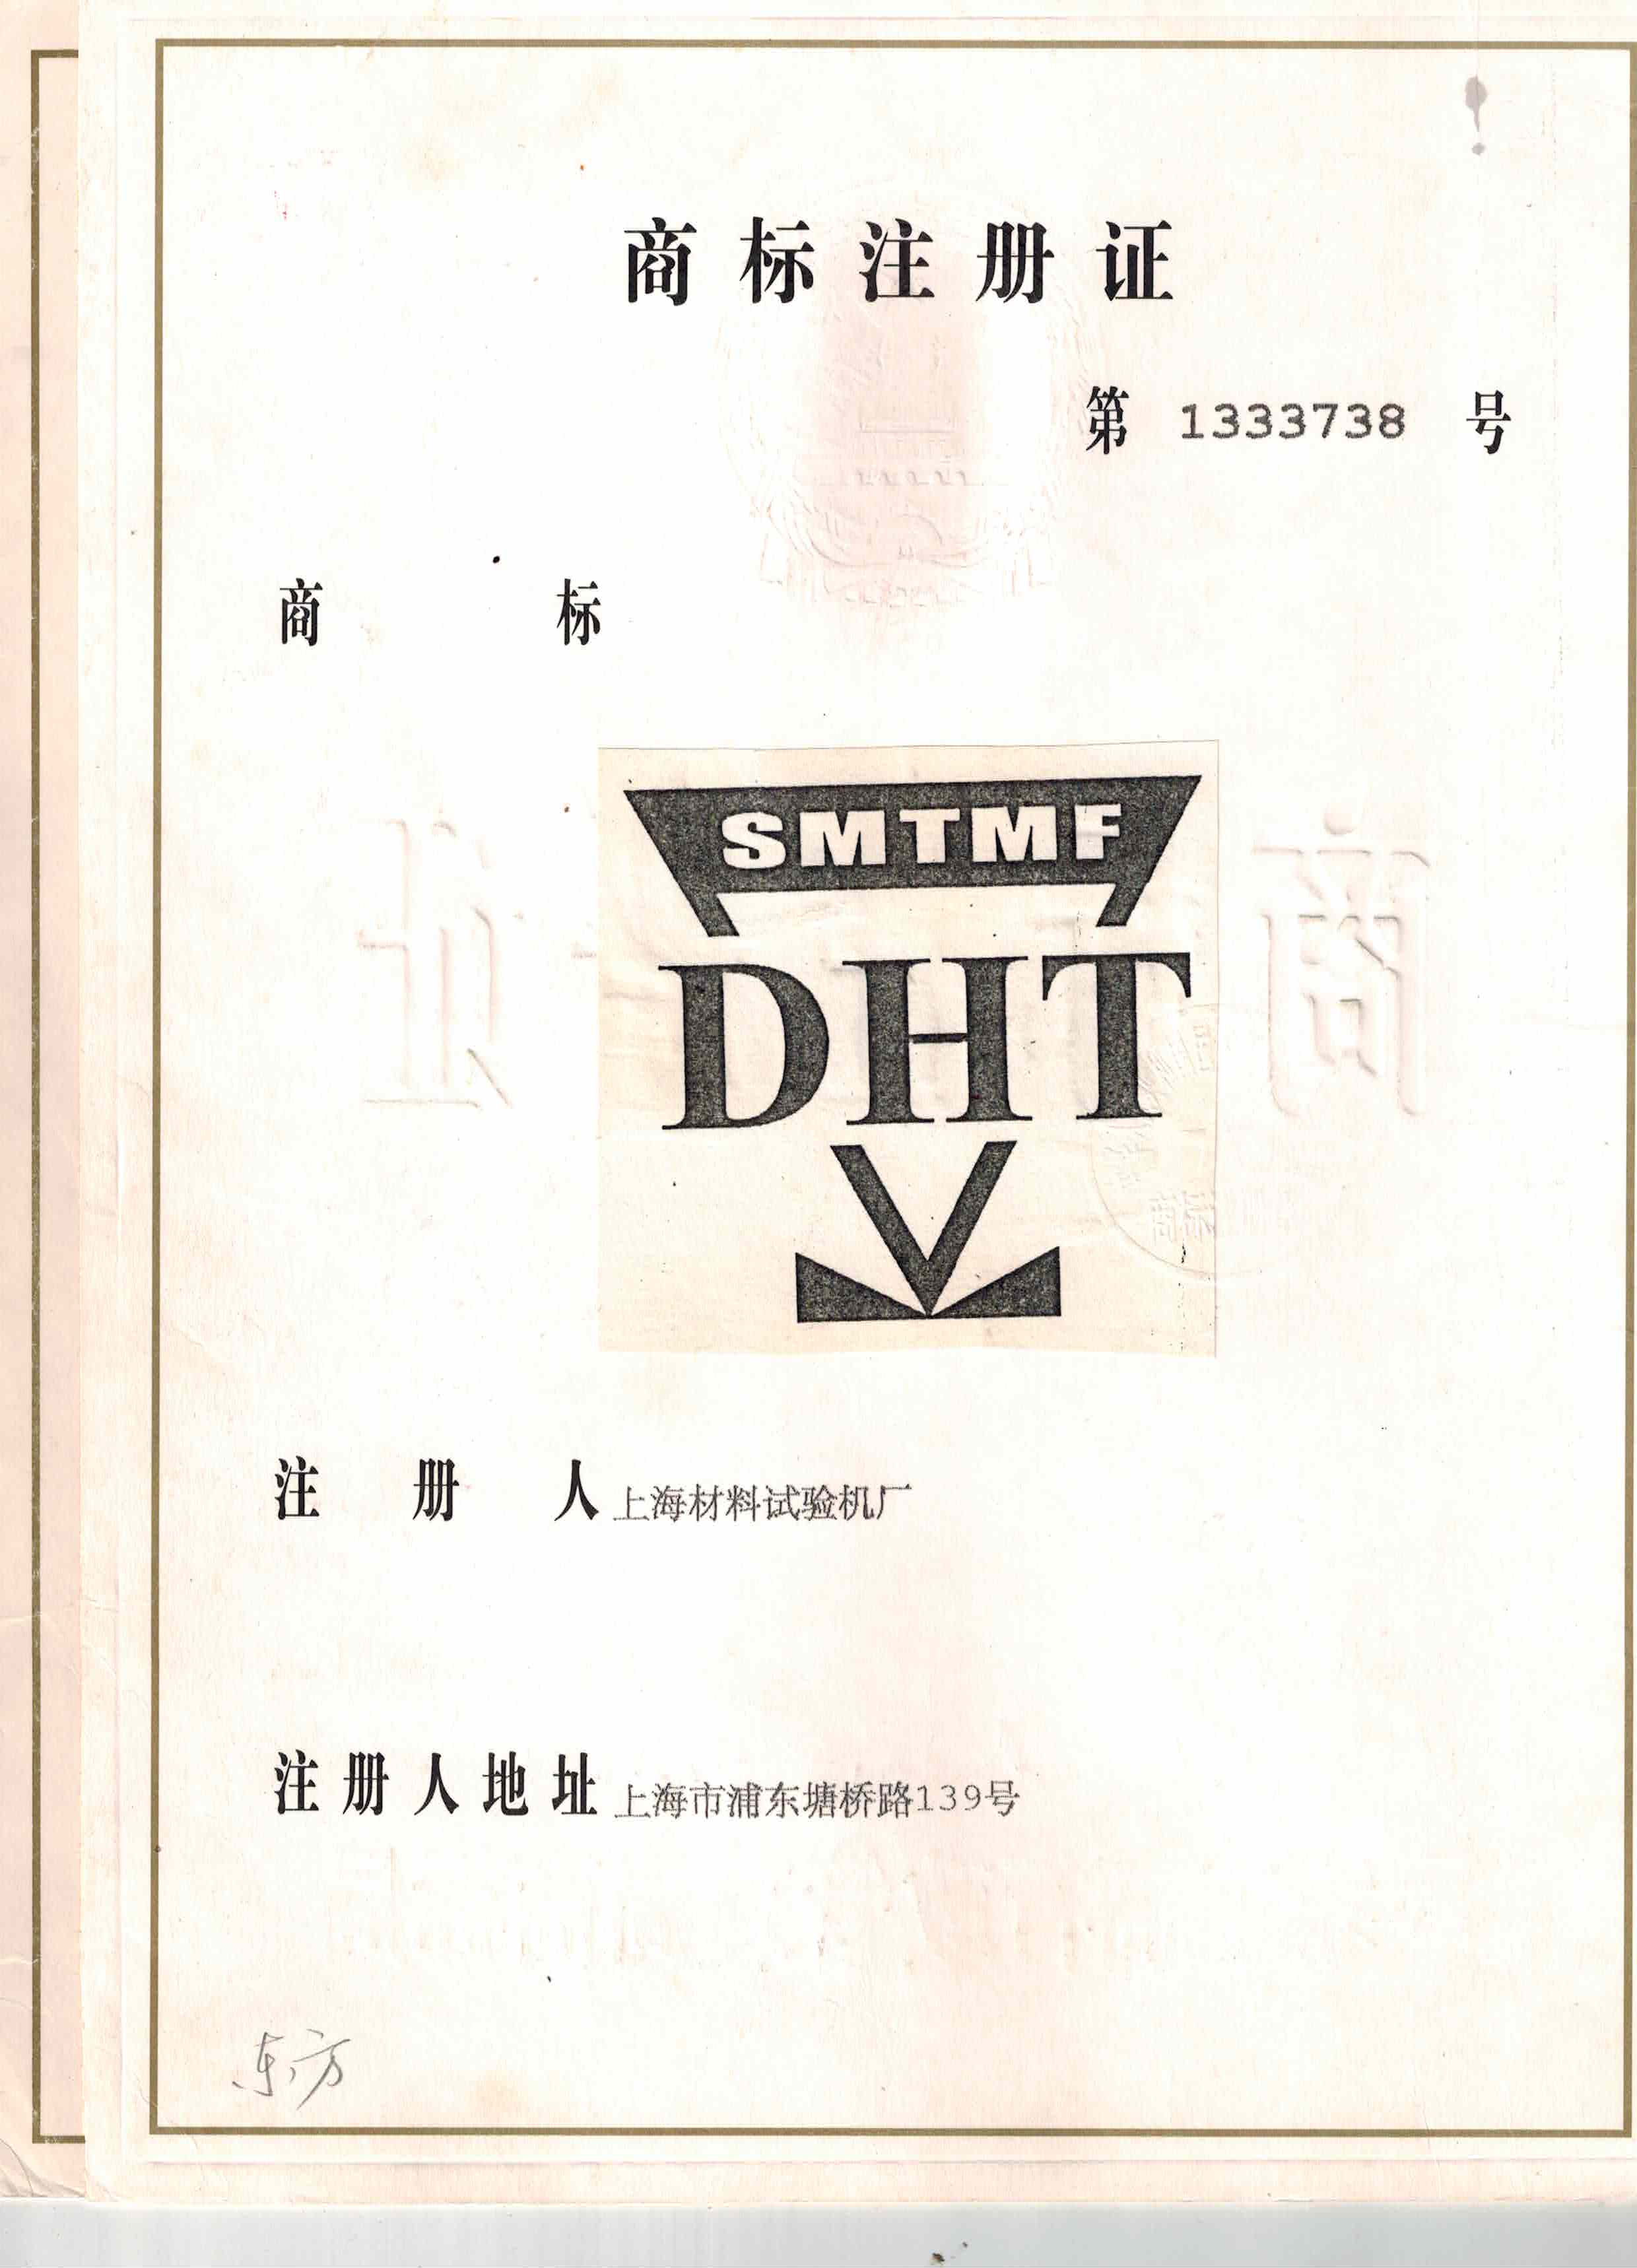 商标注册证
第 1333738 号
商标
SMTMF
DHT
注册人 上海材料试验机厂
注册人地址 上海市浦东塘桥路139号
东方